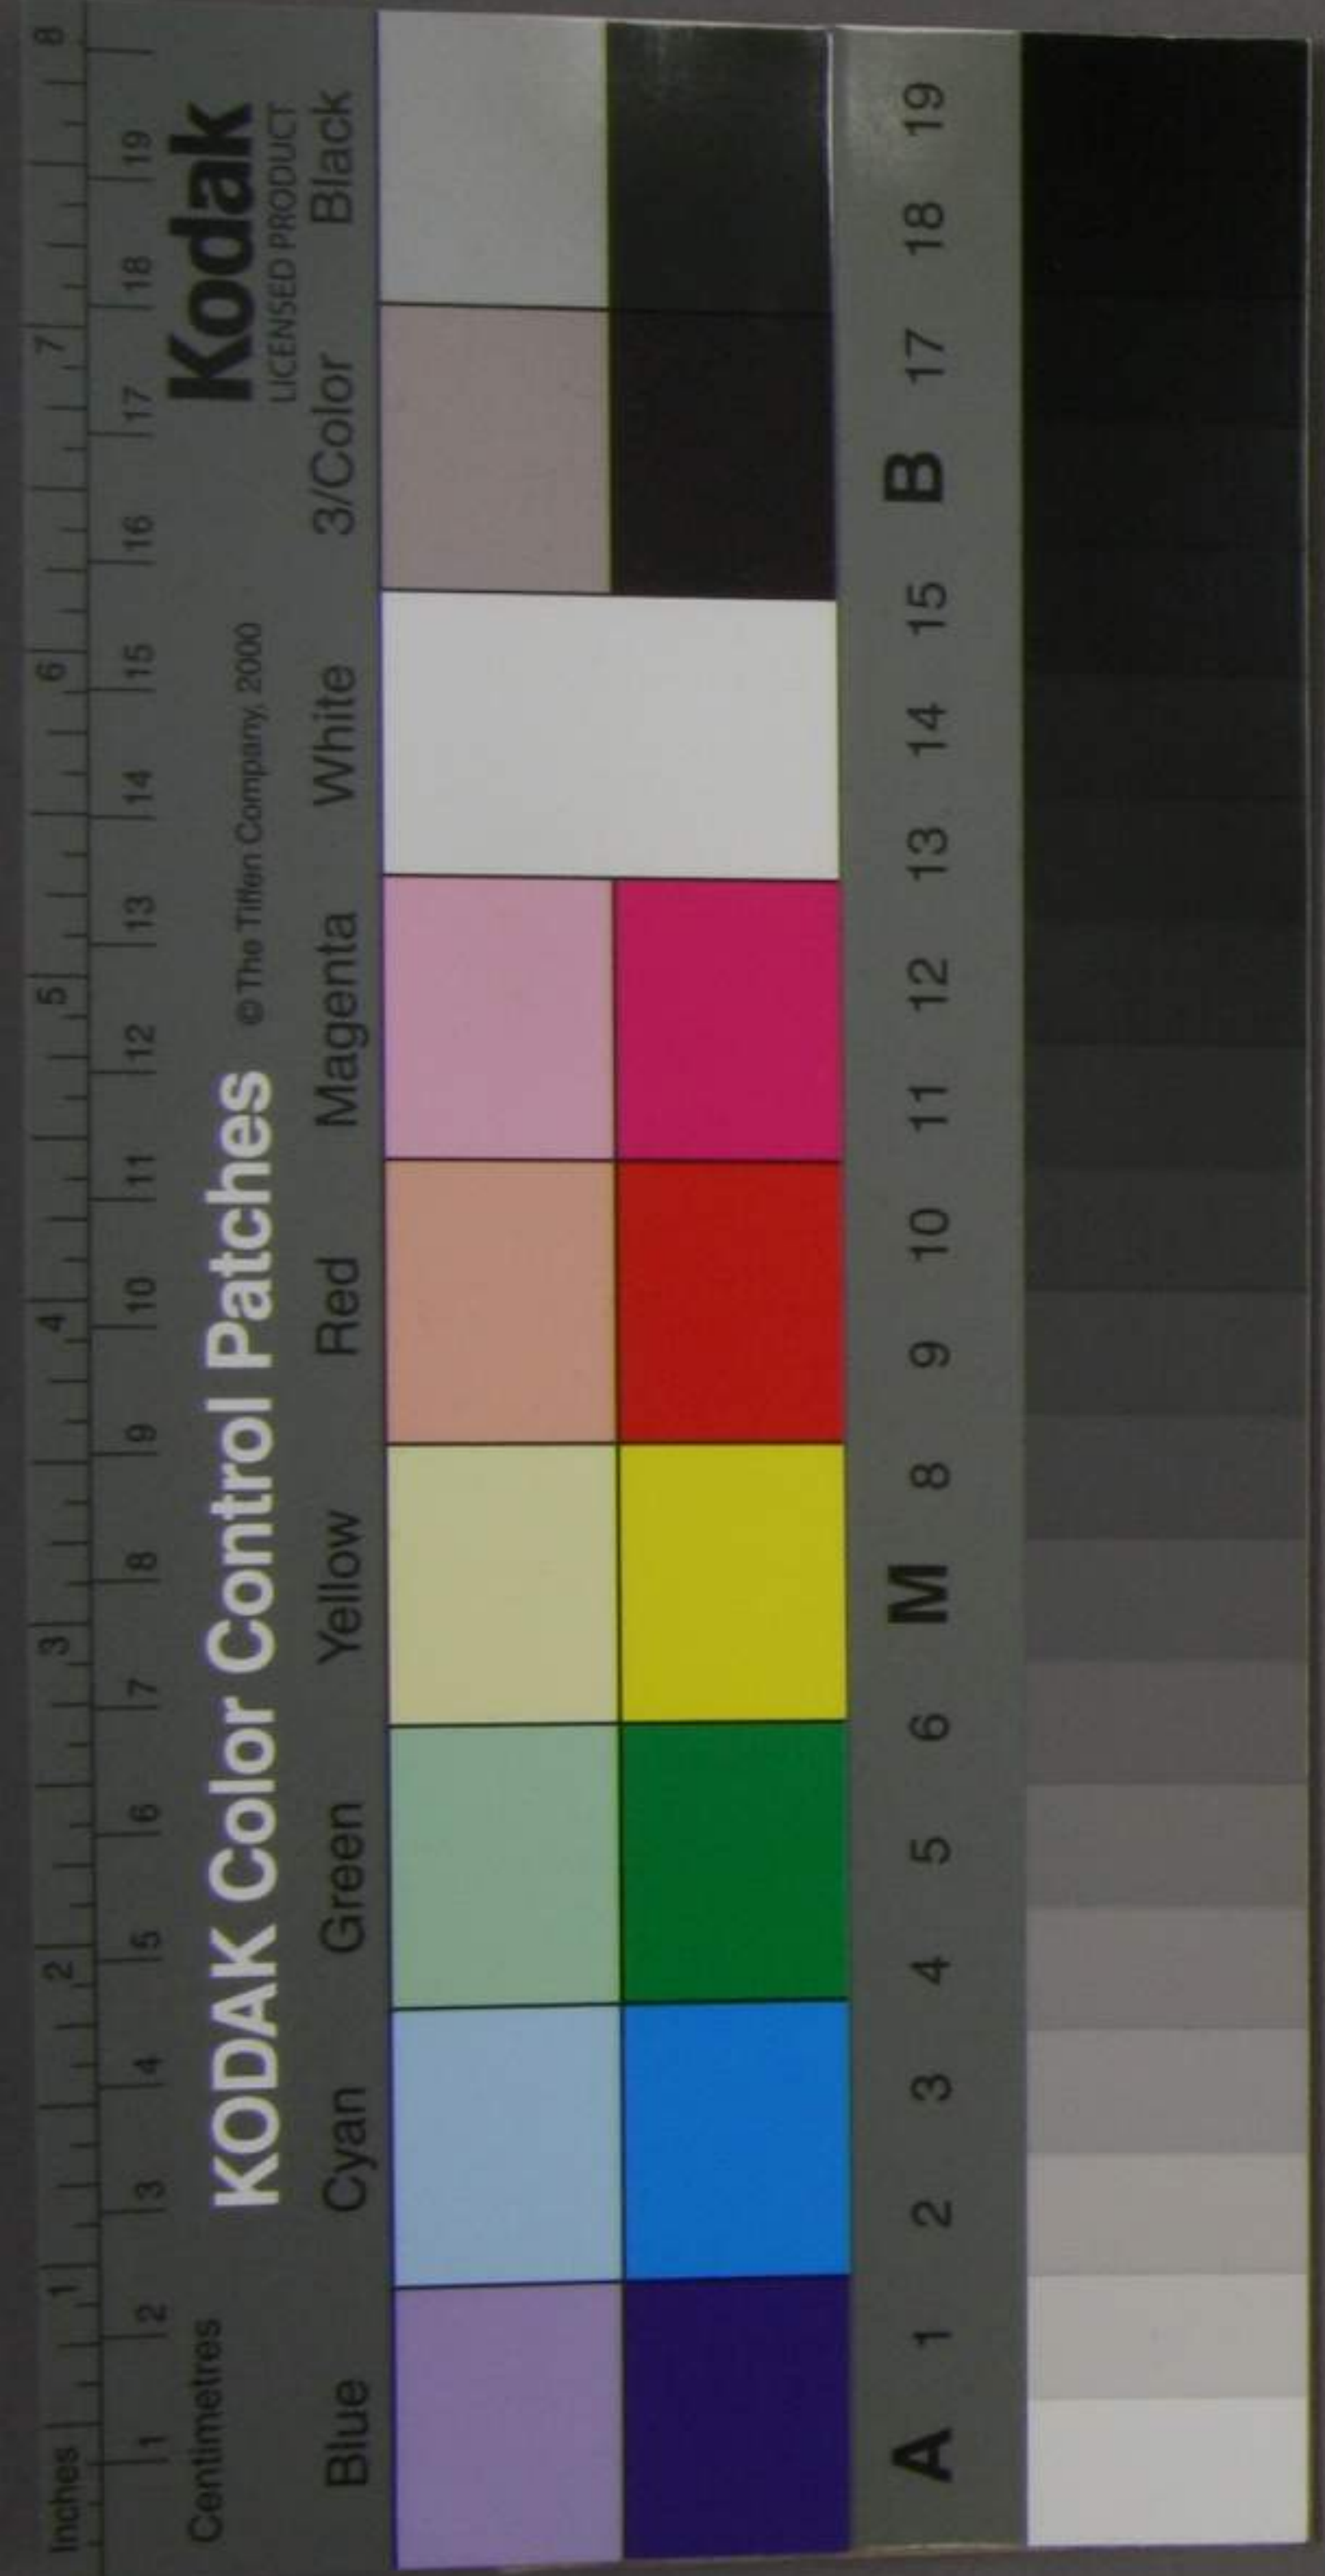 Inches 1 2 3 4 5 6 7 8
1 2 3 4 5 6 7 8 9 10 11 12 13 14 15 16 17 18 19
Centimetres
KODAK Color Control Patches © The Tiffen Company, 2000 Kodak
LICENSED PRODUCT
Blue Cyan Green Yellow Red Magenta White 3/Color Black
A 1 2 3 4 5 6 M 8 9 10 11 12 13 14 15 B 17 18 19